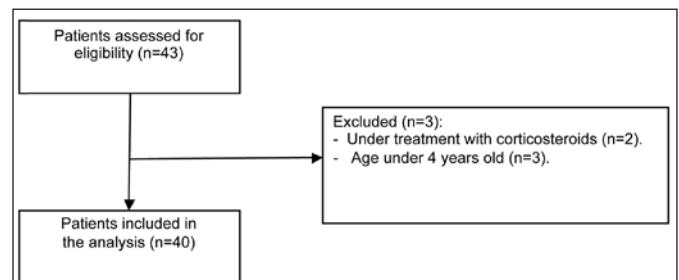 Patients assessed for
eligibility (n=43)
Excluded (n=3):
- Under treatment with corticosteroids (n=2).
- Age under 4 years old (n=3).
Patients included in
the analysis (n=40)